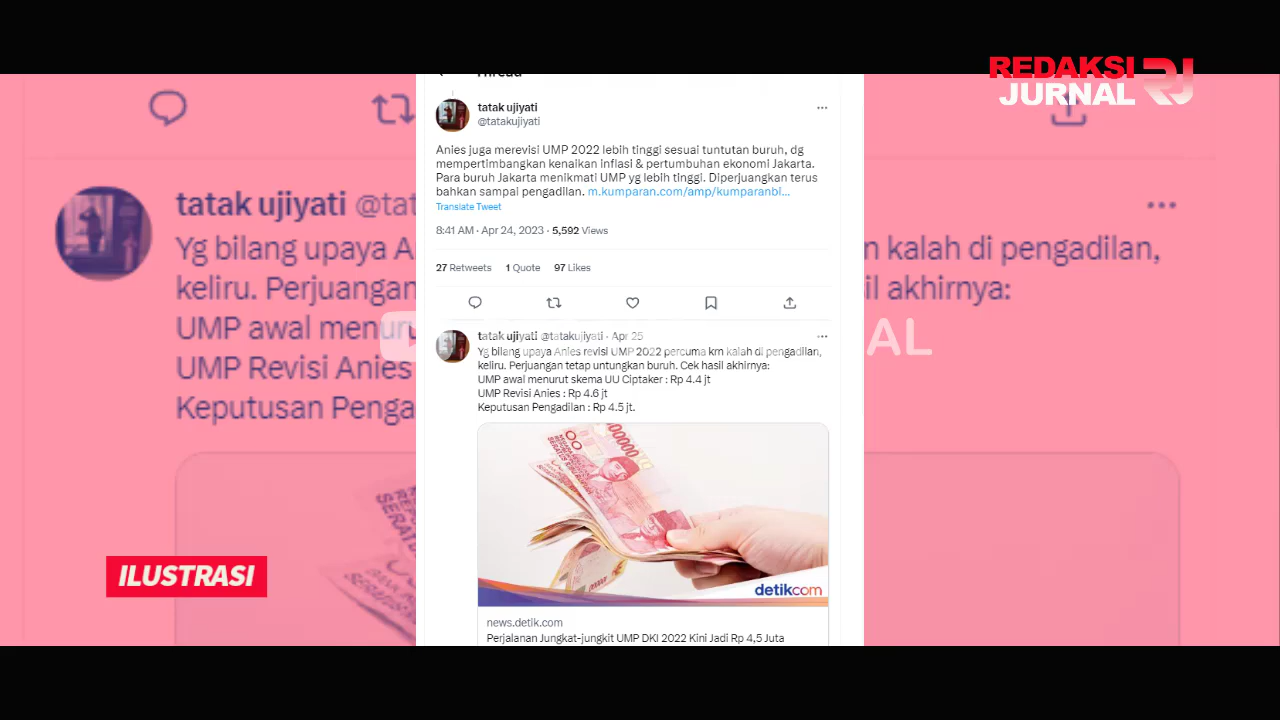 REDAKSI
JURNAL
RJ
Thread
tatak ujiyati
@tatakujiyati
Anies juga merevisi UMP 2022 lebih tinggi sesuai tuntutan buruh, dg
mempertimbangkan kenaikan inflasi & pertumbuhan ekonomi Jakarta.
Para buruh Jakarta menikmati UMP yg lebih tinggi. Diperjuangkan terus
bahkan sampai pengadilan. m.kumparan.com/amp/kumparanbi...
Translate Tweet
8:41 AM · Apr 24, 2023 · 5,592 Views
27 Retweets 1 Quote 97 Likes
tatak ujiyati @tatakujiyati · Apr 25
Yg bilang upaya Anies revisi UMP 2022 percuma krn kalah di pengadilan,
keliru. Perjuangan tetap untungkan buruh. Cek hasil akhirnya:
UMP awal menurut skema UU Ciptaker : Rp 4.4 jt
UMP Revisi Anies : Rp 4.6 jt
Keputusan Pengadilan : Rp 4.5 jt.
detikcom
news.detik.com
Perjalanan Jungkat-jungkit UMP DKI 2022 Kini Jadi Rp 4,5 Juta
tatak ujiyati @tat
Yg bilang upaya A
n kalah di pengadilan,
keliru. Perjuangan
il akhirnya:
UMP awal menuru
UMP Revisi Anies
Keputusan Penga
AL
ILUSTRASI